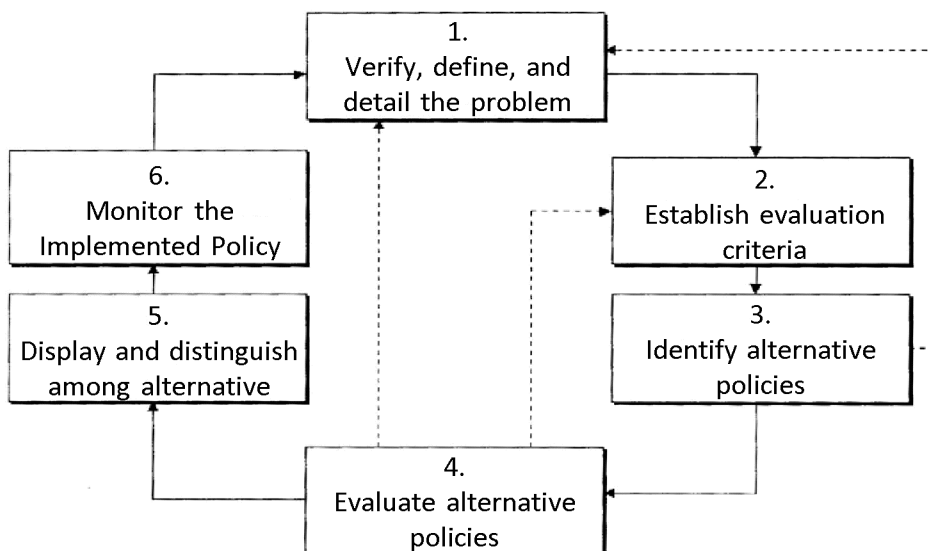 1.
Verify, define, and
detail the problem
2.
Establish evaluation
criteria
3.
Identify alternative
policies
4.
Evaluate alternative
policies
5.
Display and distinguish
among alternative
6.
Monitor the
Implemented Policy